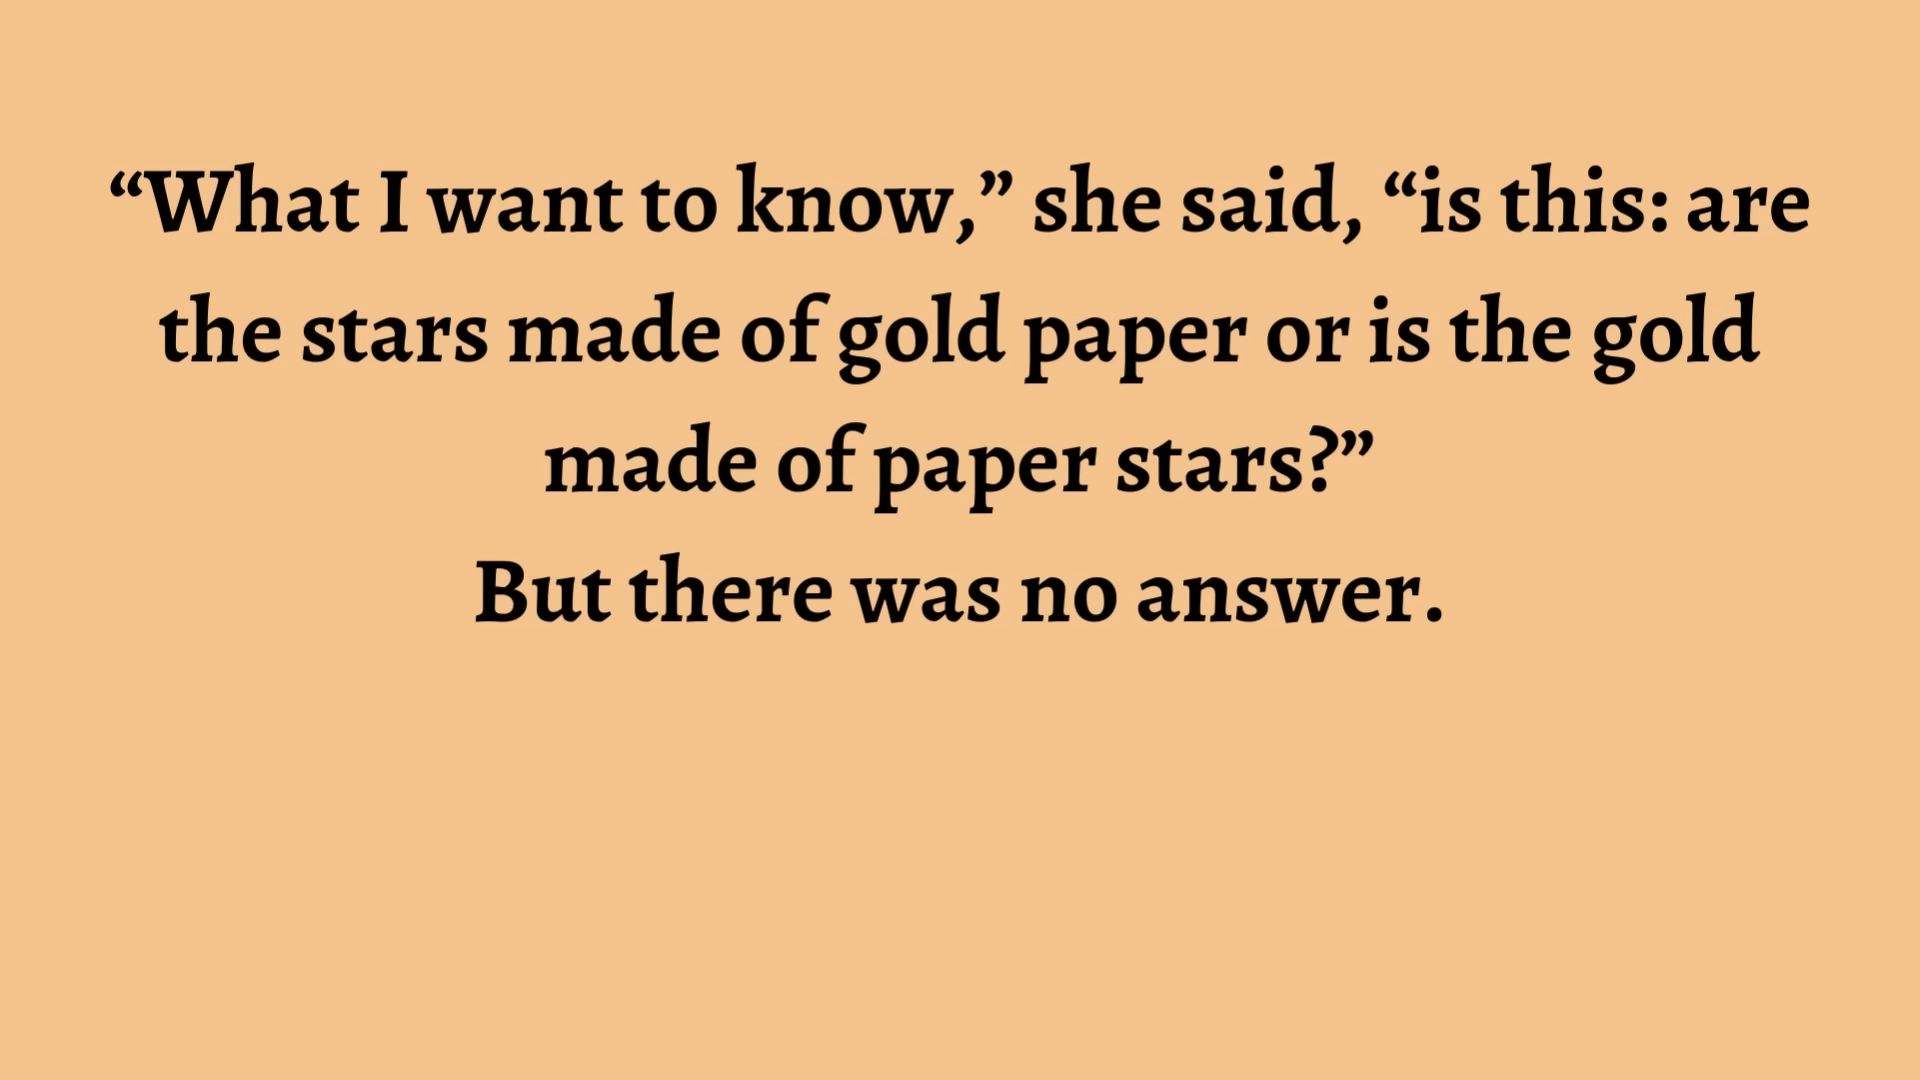 “What I want to know,” she said, “is this: are
the stars made of gold paper or is the gold
made of paper stars?”
But there was no answer.